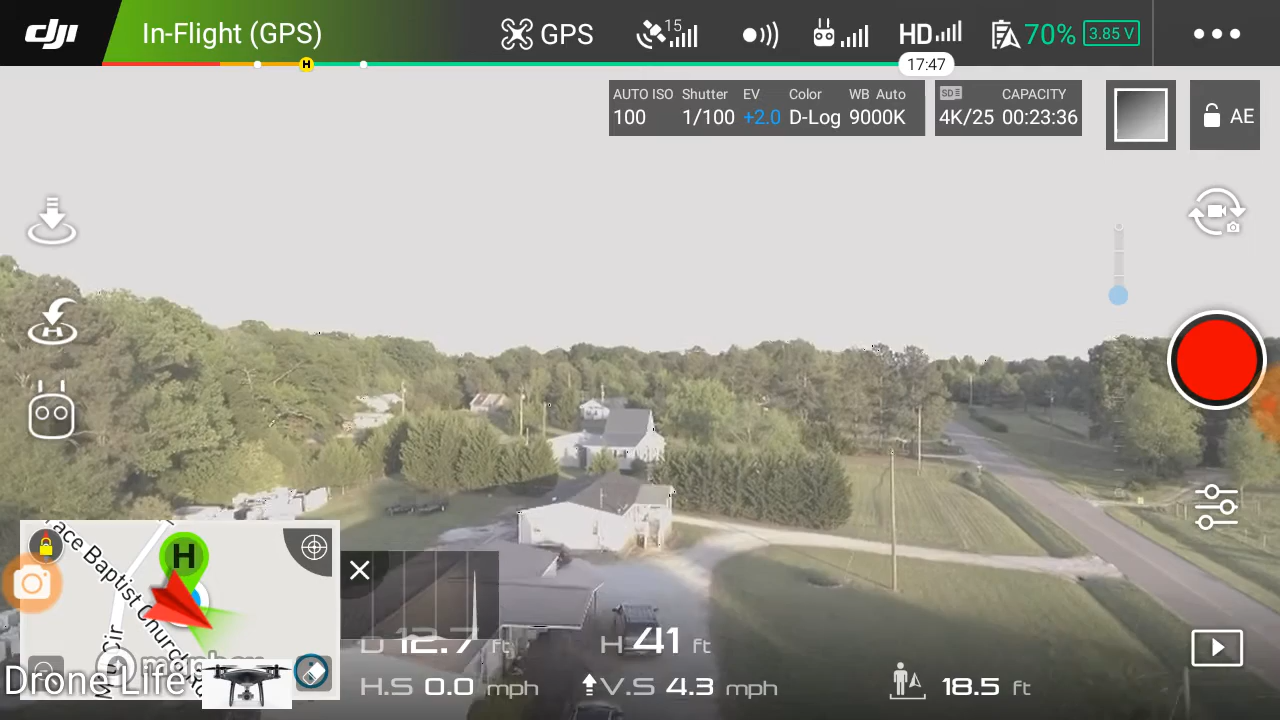 dji In-Flight (GPS) GPS 15 HD 70% 3.85 V
H 17:47
AUTO ISO Shutter EV Color WB Auto SD CAPACITY
100 1/100 +2.0 D-Log 9000K 4K/25 00:23:36 AE
H
H
D 12.7 ft H 41 ft
H.S 0.0 mph V.S 4.3 mph 18.5 ft
Drone Life